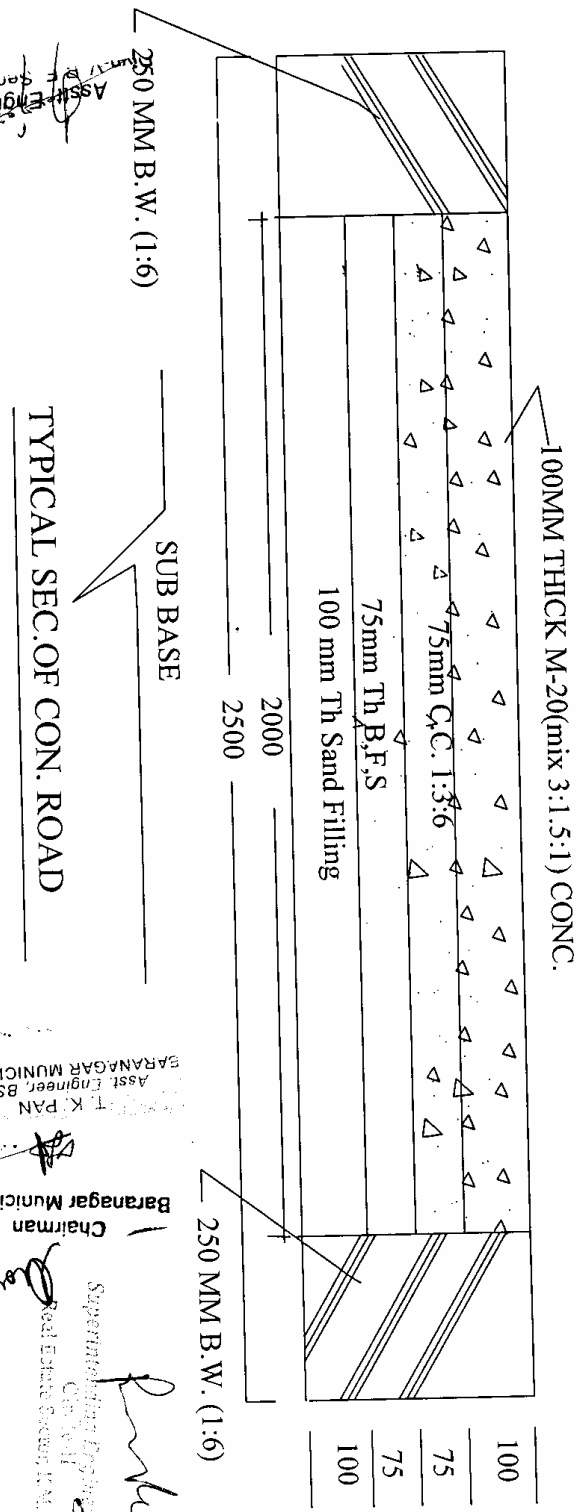 100MM THICK M-20(mix 3:1.5:1) CONC.
75mm C,C. 1:3:6
75mm Th B,F,S
100 mm Th Sand Filling
100
75
75
100
2000
2500
250 MM B.W. (1:6)
250 MM B.W. (1:6)
SUB BASE
TYPICAL SEC.OF CON. ROAD
T. K. PAN
Asst. Engineer,
BARANAGAR
Chairman
Baranagar